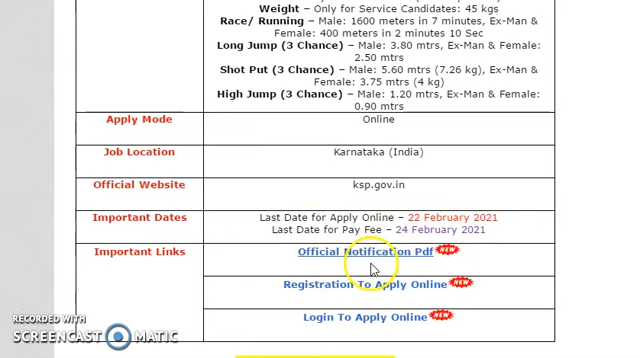 Weight – Only for Service Candidates: 45 kgs
Race/ Running – Male: 1600 meters in 7 minutes, Ex-Man &
Female: 400 meters in 2 minutes 10 Sec
Long Jump (3 Chance) – Male: 3.80 mtrs, Ex-Man & Female:
2.50 mtrs
Shot Put (3 Chance) – Male: 5.60 mtrs (7.26 kg), Ex-Man &
Female: 3.75 mtrs (4 kg)
High Jump (3 Chance) – Male: 1.20 mtrs, Ex-Man & Female:
0.90 mtrs
Apply Mode
Online
Job Location
Karnataka (India)
Official Website
ksp.gov.in
Important Dates
Last Date for Apply Online – 22 February 2021
Last Date for Pay Fee – 24 February 2021
Important Links
Official Notification Pdf NEW
Registration To Apply Online NEW
Login To Apply Online NEW
RECORDED WITH
SCREENCAST MATIC